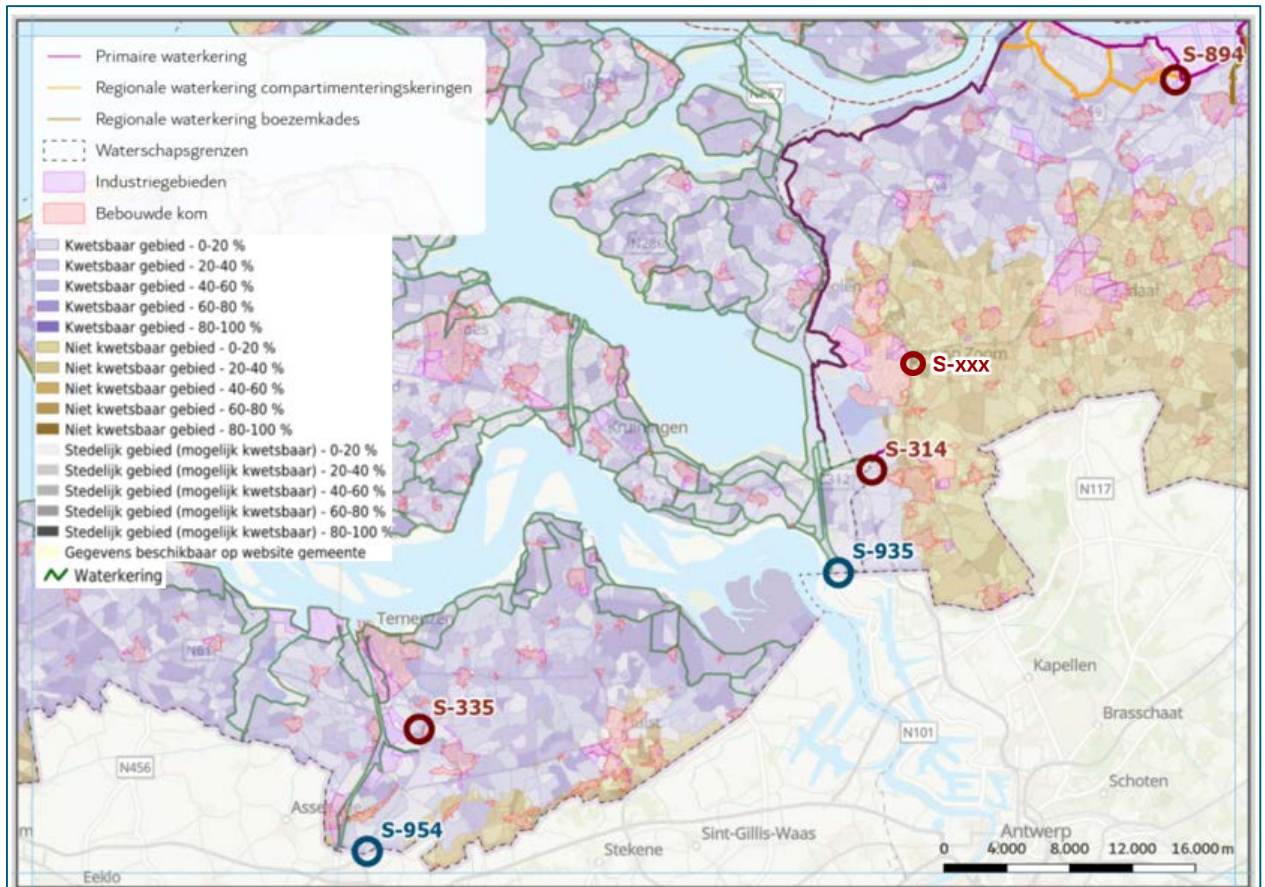 Primaire waterkering
Regionale waterkering compartimenteringskeringen
Regionale waterkering boezemkades
Waterschapsgrenzen
Industriegebieden
Bebouwde kom
Kwetsbaar gebied - 0-20 %
Kwetsbaar gebied - 20-40 %
Kwetsbaar gebied - 40-60 %
Kwetsbaar gebied - 60-80 %
Kwetsbaar gebied - 80-100 %
Niet kwetsbaar gebied - 0-20 %
Niet kwetsbaar gebied - 20-40 %
Niet kwetsbaar gebied - 40-60 %
Niet kwetsbaar gebied - 60-80 %
Niet kwetsbaar gebied - 80-100 %
Stedelijk gebied (mogelijk kwetsbaar) - 0-20 %
Stedelijk gebied (mogelijk kwetsbaar) - 20-40 %
Stedelijk gebied (mogelijk kwetsbaar) - 40-60 %
Stedelijk gebied (mogelijk kwetsbaar) - 60-80 %
Stedelijk gebied (mogelijk kwetsbaar) - 80-100 %
Gegevens beschikbaar op website gemeente
Waterkering
S-894
N257
A4
N286
S-xxx
Kruiningen
S-314
N117
S-935
Terneuzen
N61
Kapellen
S-335
Brasschaat
N101
N456
Schoten
S-954
Sint-Gillis-Waas
Antwerp
Stekene
Eeklo
0 4.000 8.000 12.000 16.000 m